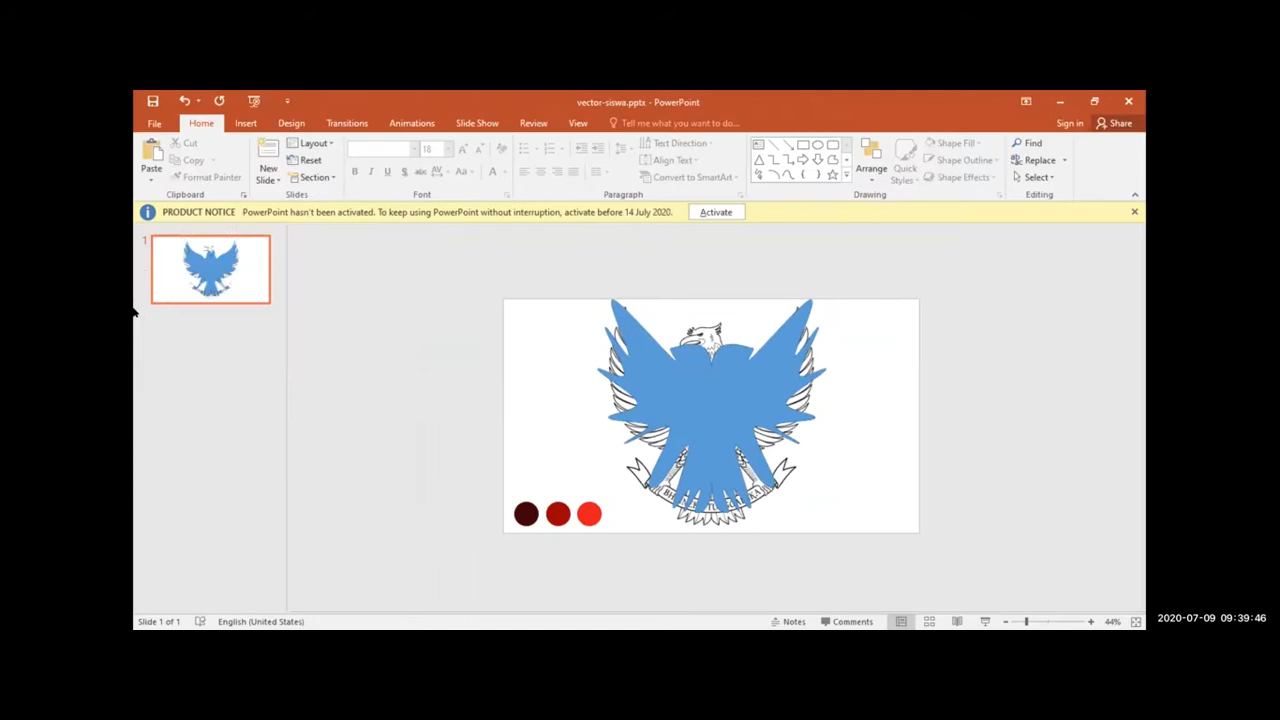 vector-siswa.pptx - PowerPoint
File Home Insert Design Transitions Animations Slide Show Review View Tell me what you want to do... Sign in Share
Paste
Cut
Copy
Format Painter
Clipboard
New
Slide
Layout
Reset
Section
Slides
18
B I U S abc AV Aa A
Font
Text Direction
Align Text
Convert to SmartArt
Paragraph
Arrange
Quick
Styles
Shape Fill
Shape Outline
Shape Effects
Drawing
Find
Replace
Select
Editing
PRODUCT NOTICE PowerPoint hasn't been activated. To keep using PowerPoint without interruption, activate before 14 July 2020. Activate
1
Slide 1 of 1 English (United States) Notes Comments 44%
2020-07-09 09:39:46